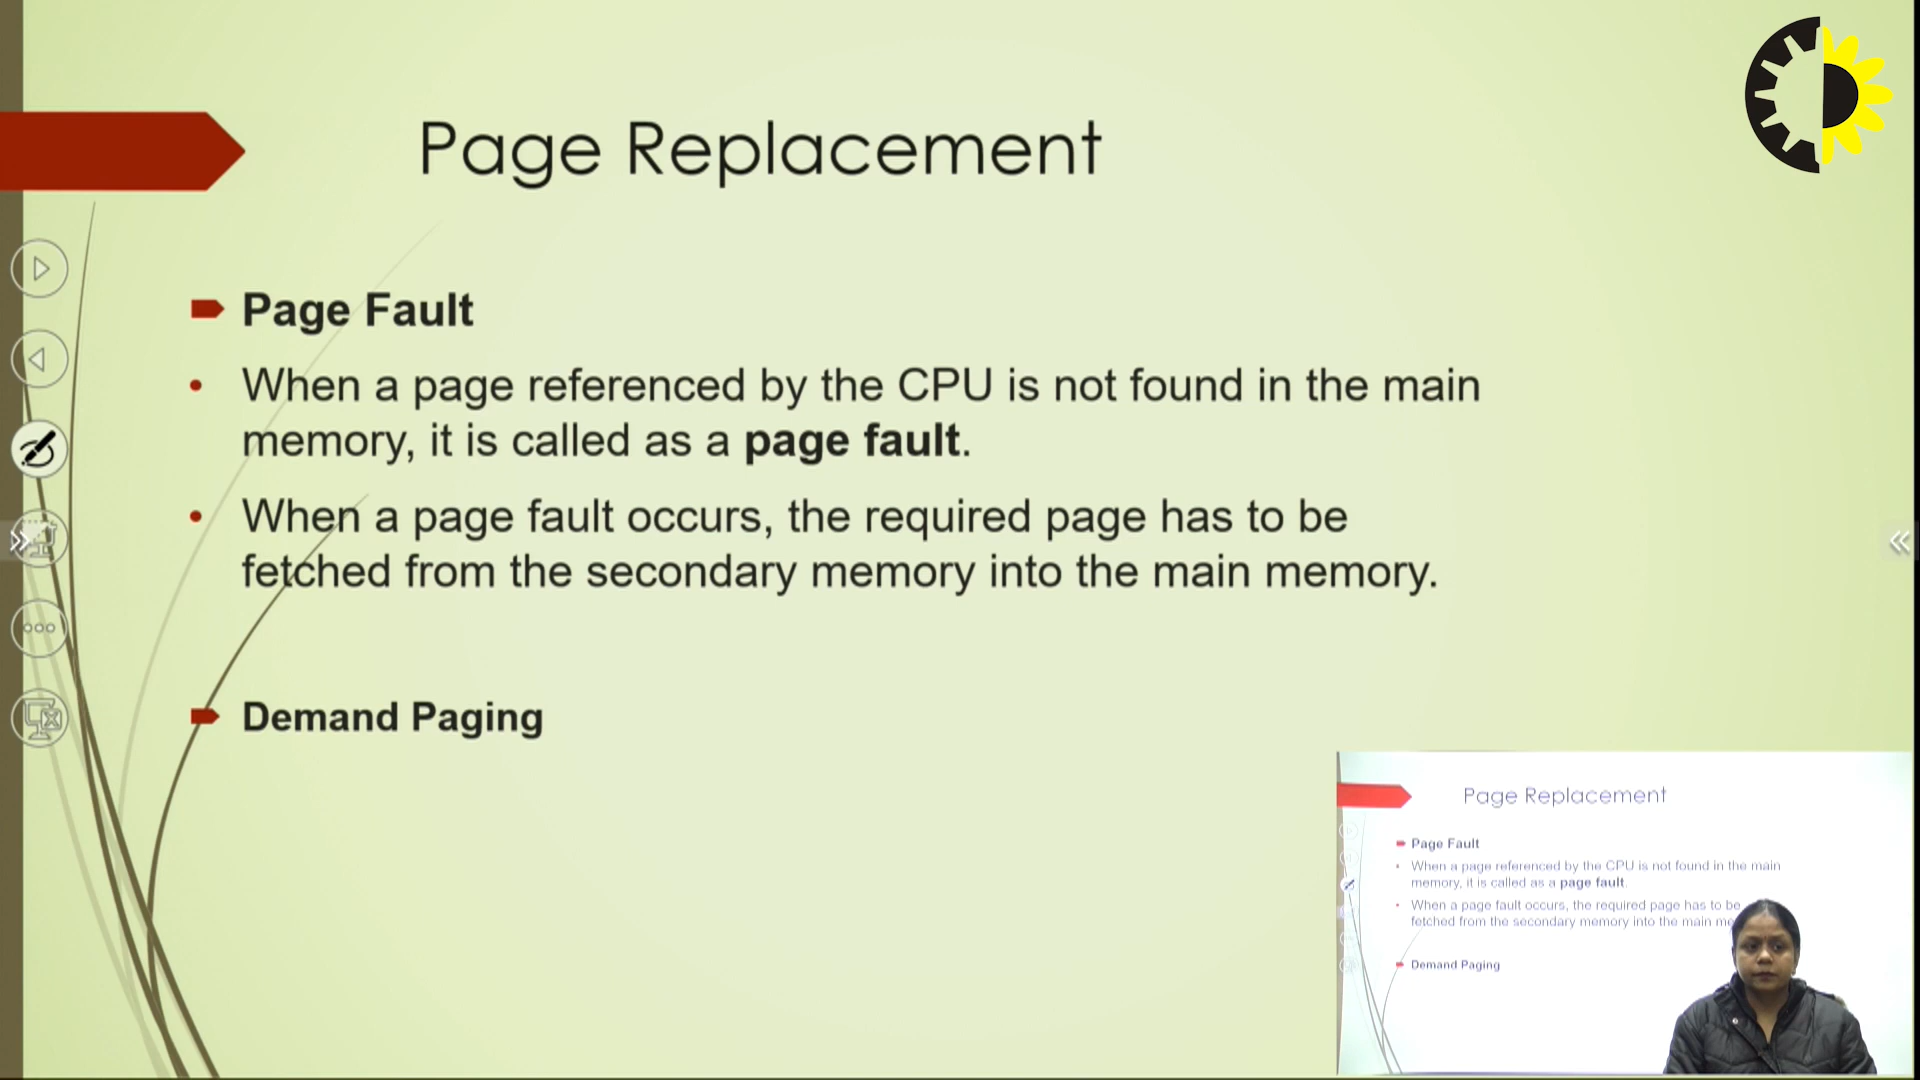 Page Replacement
Page Fault
When a page referenced by the CPU is not found in the main
memory, it is called as a page fault.
When a page fault occurs, the required page has to be
fetched from the secondary memory into the main memory.
Demand Paging
Page Replacement
Page Fault
When a page referenced by the CPU is not found in the main
memory, it is called as a page fault.
When a page fault occurs, the required page has to be
fetched from the secondary memory into the main me
Demand Paging